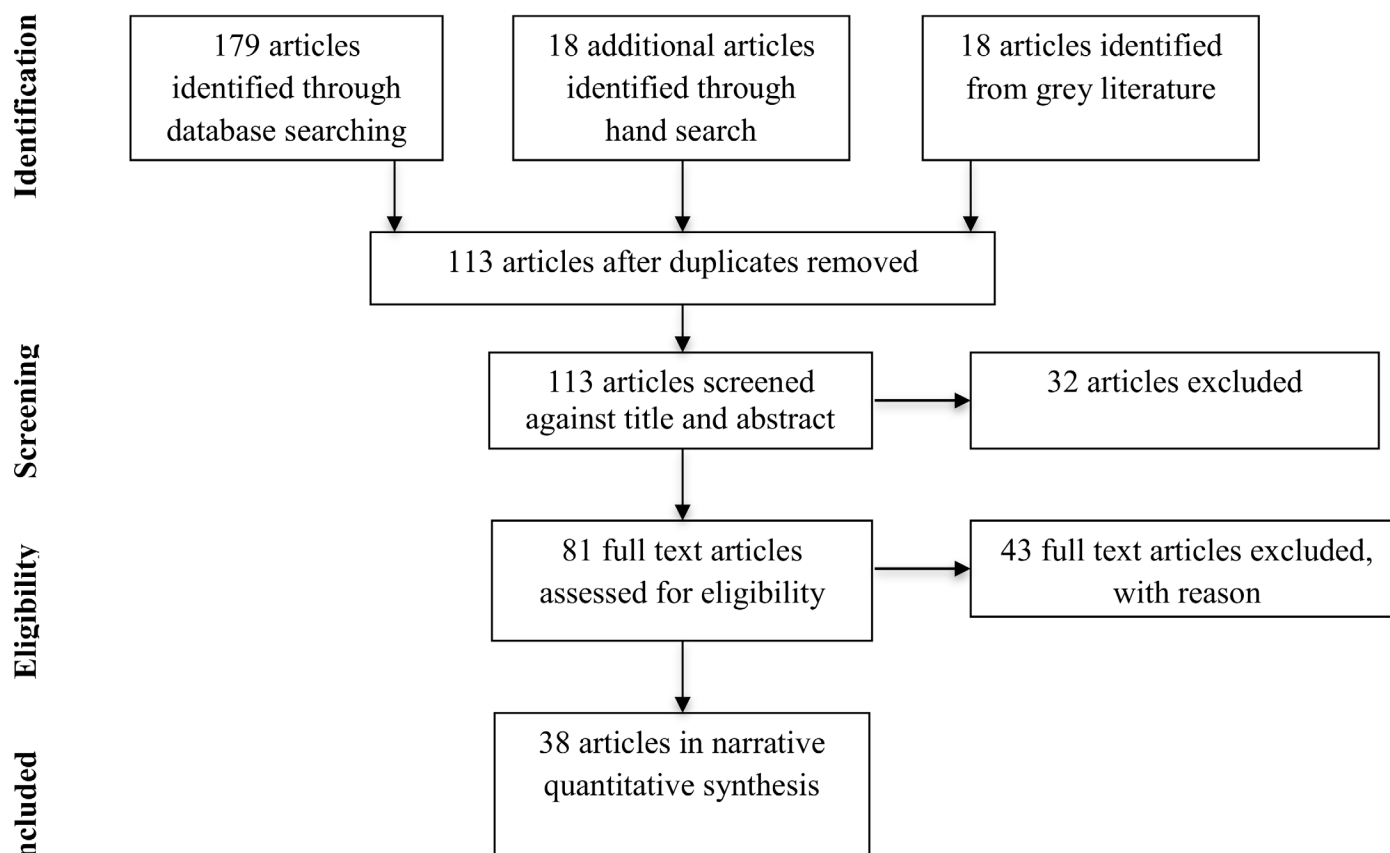 Identification
179 articles
identified through
database searching
18 additional articles
identified through
hand search
18 articles identified
from grey literature
113 articles after duplicates removed
Screening
113 articles screened
against title and abstract
32 articles excluded
Eligibility
81 full text articles
assessed for eligibility
43 full text articles excluded,
with reason
38 articles in narrative
quantitative synthesis